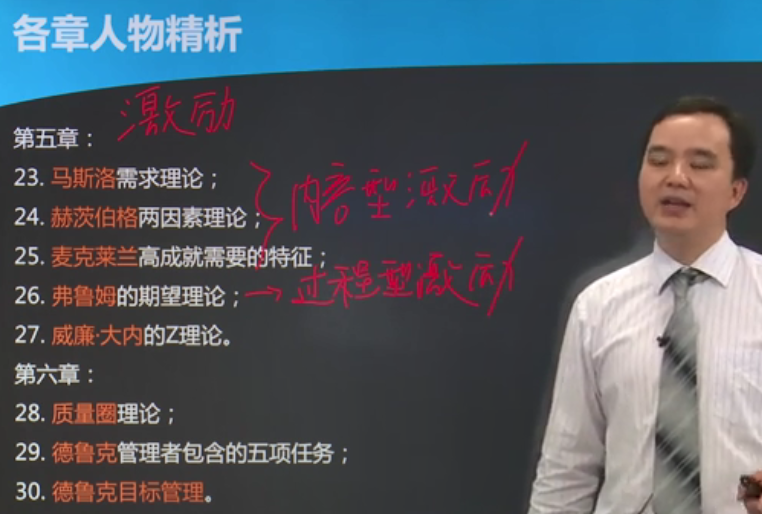 各章人物精析
激励
第五章：
23. 马斯洛需求理论；
24. 赫茨伯格两因素理论；
内容型激励
25. 麦克莱兰高成就需要的特征；
26. 弗鲁姆的期望理论；→过程型激励
27. 威廉·大内的Z理论。
第六章：
28. 质量圈理论；
29. 德鲁克管理者包含的五项任务；
30. 德鲁克目标管理。